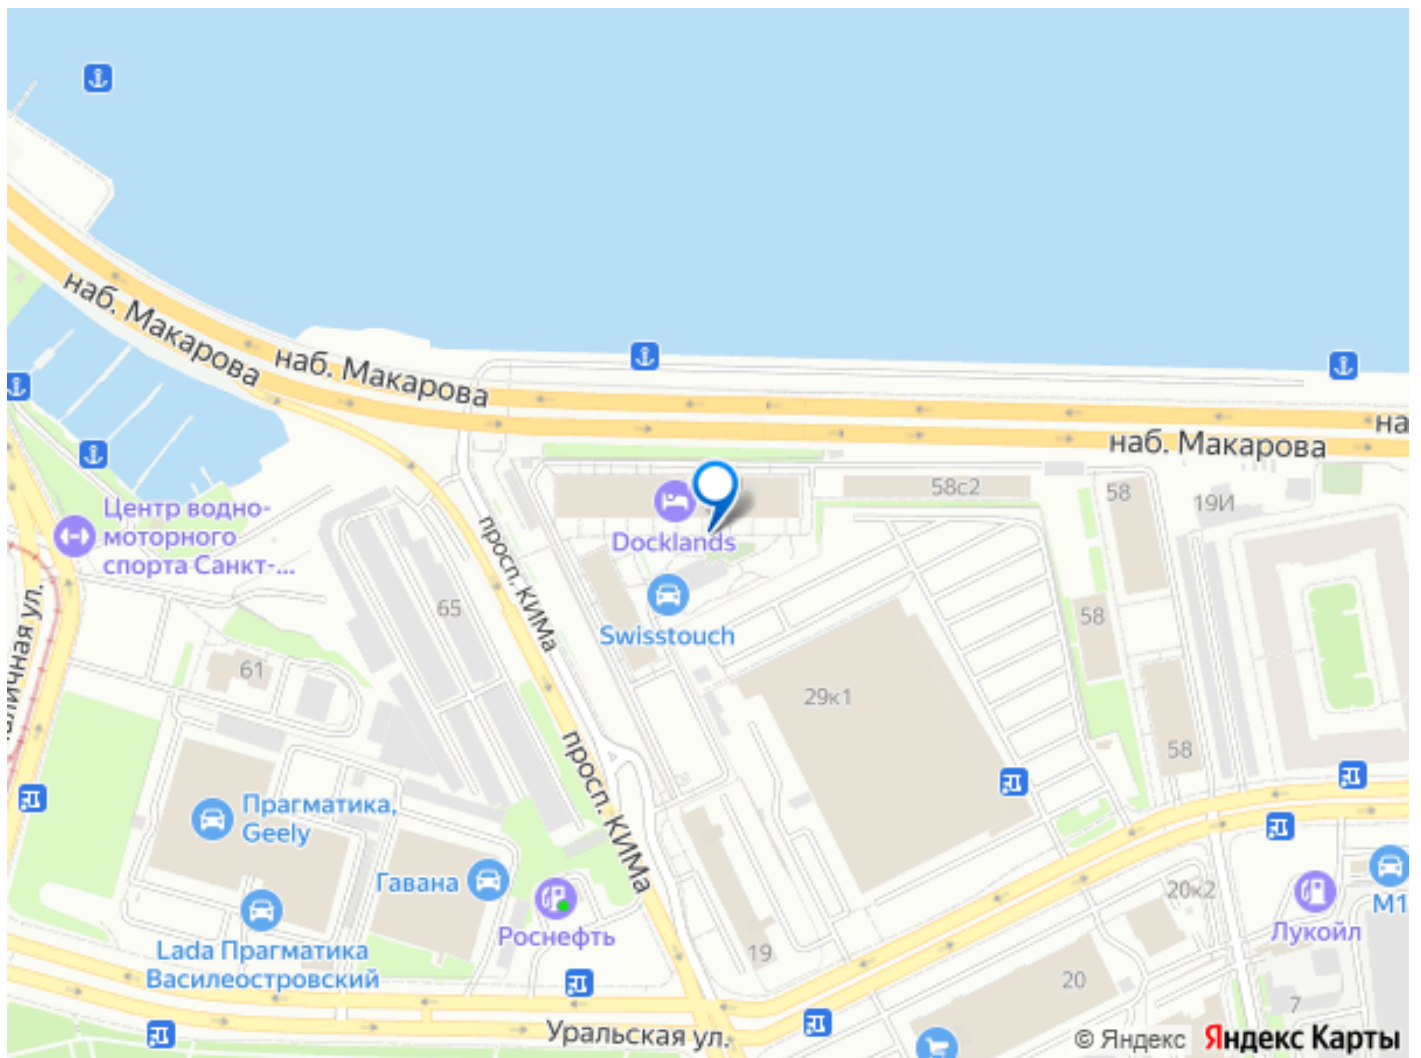 наб. Макарова
наб. Макарова
на
наб. Макарова
58с2
58
19И
Центр водно-
моторного
спорта Санкт-...
просп. КИМа
Docklands
65
Swisstouch
58
61
29к1
58
просп. КИМа
Прагматика,
Geely
Гавана
20к2
М1
Роснефть
Лукойл
Lada Прагматика
Василеостровский
19
20
7
Уральская ул.
© Яндекс
Яндекс Карты